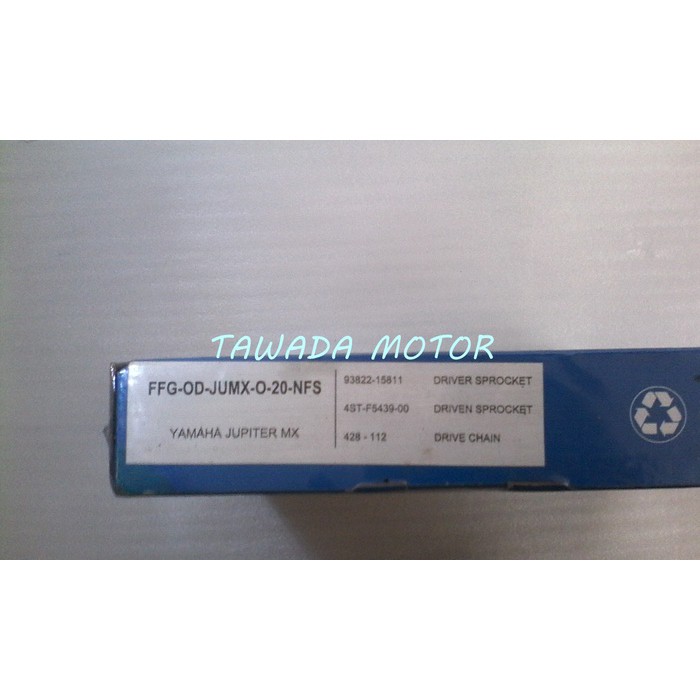 TAWADA MOTOR
FFG-OD-JUMX-O-20-NFS
YAMAHA JUPITER MX
93822-15811 DRIVER SPROCKET
4ST-F5439-00 DRIVEN SPROCKET
428 - 112 DRIVE CHAIN